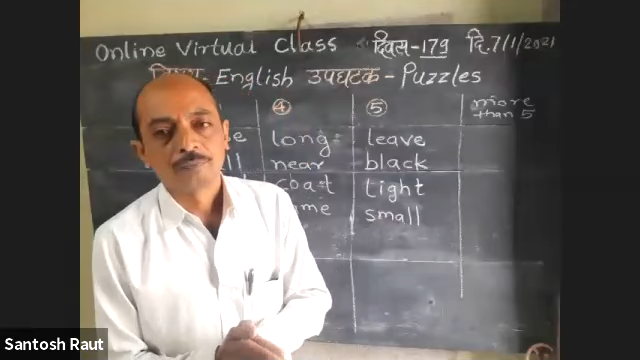 Online Virtual Class दिवस-179 दि.7/1/2021
विषय- English उपघटक - Puzzles
④ ⑤ more than 5
long leave
near black
coat Light
small
Santosh Raut